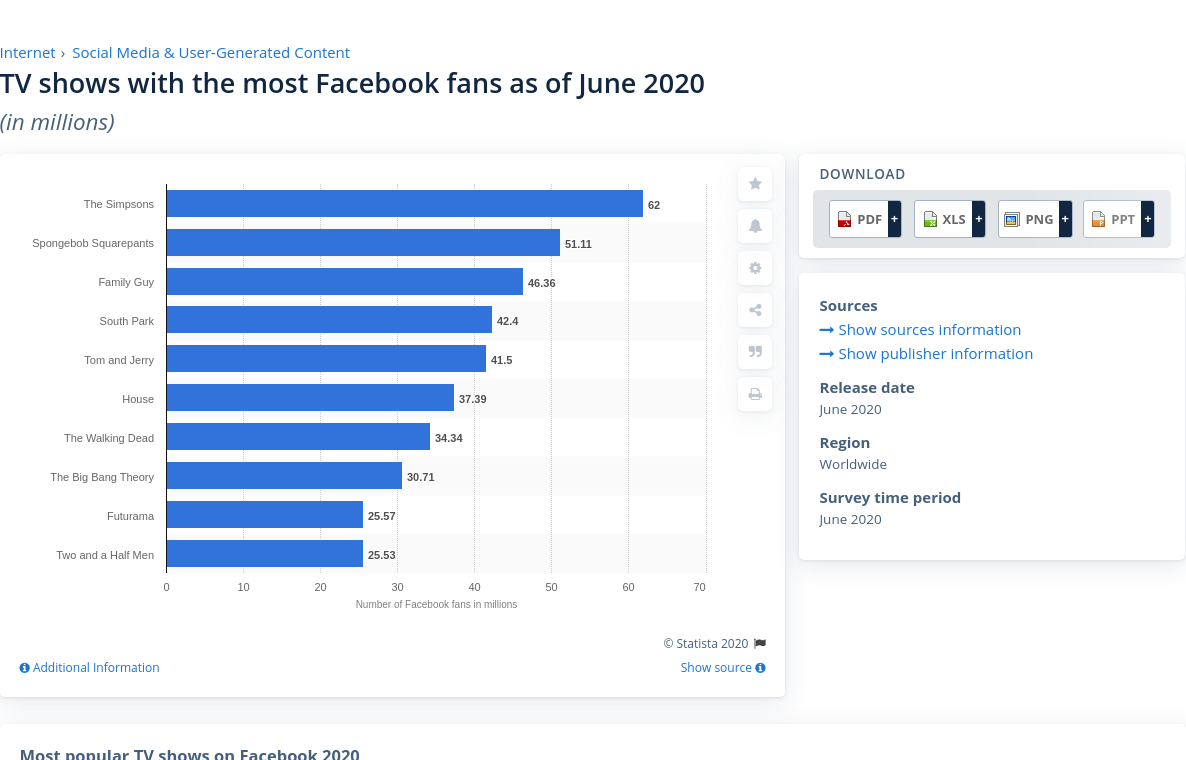 Internet › Social Media & User-Generated Content
TV shows with the most Facebook fans as of June 2020
(in millions)
The Simpsons 62
Spongebob Squarepants 51.11
Family Guy 46.36
South Park 42.4
Tom and Jerry 41.5
House 37.39
The Walking Dead 34.34
The Big Bang Theory 30.71
Futurama 25.57
Two and a Half Men 25.53
0 10 20 30 40 50 60 70
Number of Facebook fans in millions
© Statista 2020
Additional Information
Show source
DOWNLOAD
PDF + XLS + PNG + PPT +
Sources
Show sources information
Show publisher information
Release date
June 2020
Region
Worldwide
Survey time period
June 2020
Most popular TV shows on Facebook 2020